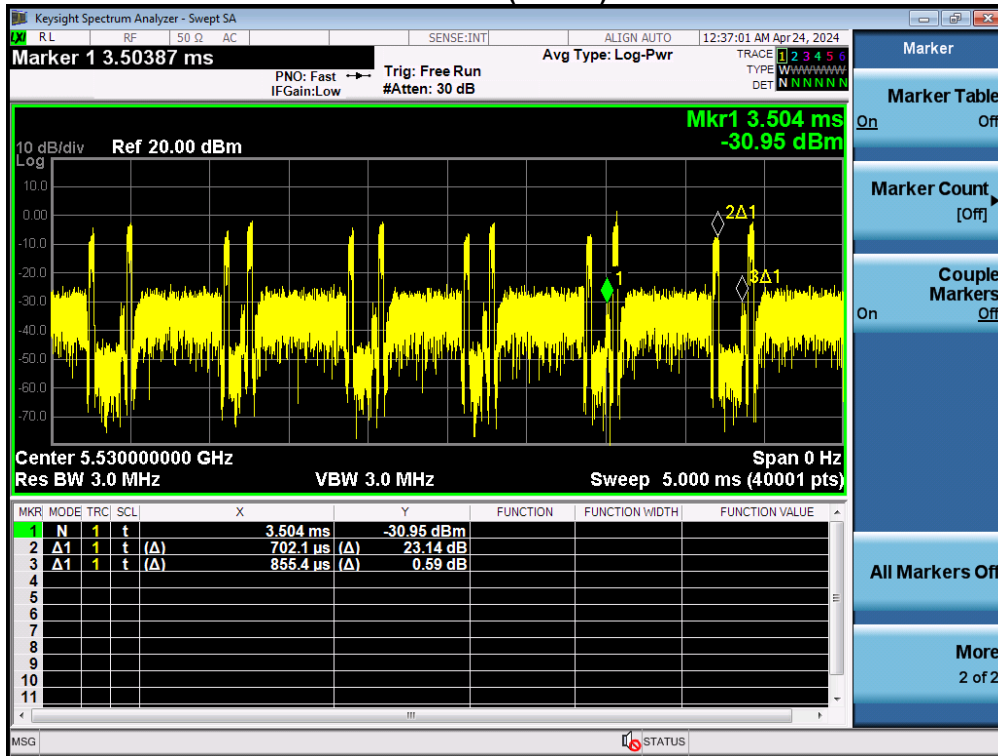 Keysight Spectrum Analyzer - Swept SA
LXI RL RF 50 Ω AC SENSE:INT ALIGN AUTO 12:37:01 AM Apr 24, 2024
Marker 1 3.50387 ms
PNO: Fast
IFGain:Low
Trig: Free Run
#Atten: 30 dB
Avg Type: Log-Pwr
TRACE 1 2 3 4 5 6
TYPE WWWWWW
DET N N N N N N
Mkr1 3.504 ms
-30.95 dBm
10 dB/div Ref 20.00 dBm
Log
10.0
0.00
-10.0
-20.0
-30.0
-40.0
-50.0
-60.0
-70.0
2Δ1
1
3Δ1
Center 5.530000000 GHz Span 0 Hz
Res BW 3.0 MHz VBW 3.0 MHz Sweep 5.000 ms (40001 pts)
MKR MODE TRC SCL X Y FUNCTION FUNCTION WIDTH FUNCTION VALUE
1 N 1 t 3.504 ms -30.95 dBm
2 Δ1 1 t (Δ) 702.1 µs (Δ) 23.14 dB
3 Δ1 1 t (Δ) 855.4 µs (Δ) 0.59 dB
4
5
6
7
8
9
10
11
MSG STATUS
Marker
Marker Table
On Off
Marker Count
[Off]
Couple
Markers
On Off
All Markers Off
More
2 of 2